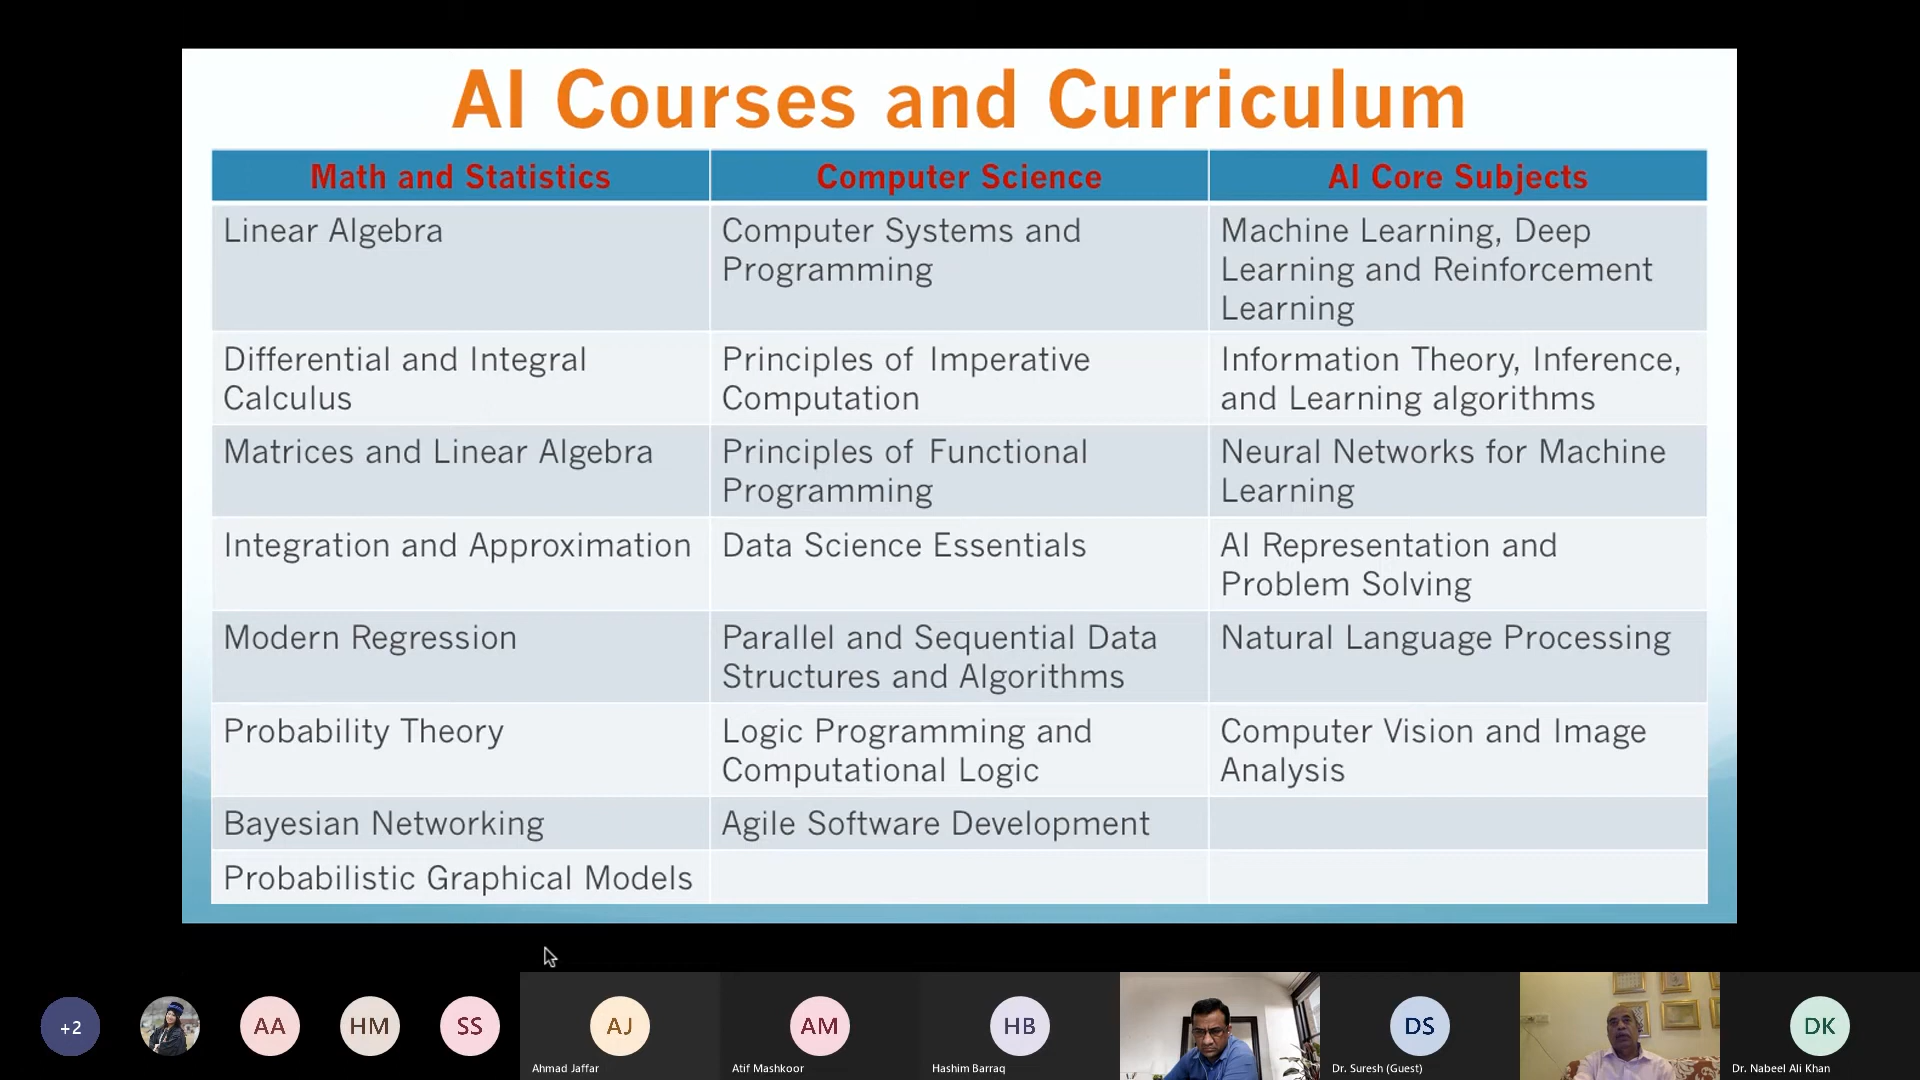 AI Courses and Curriculum
Math and Statistics
Computer Science
AI Core Subjects
Linear Algebra
Computer Systems and
Programming
Machine Learning, Deep
Learning and Reinforcement
Learning
Differential and Integral
Calculus
Principles of Imperative
Computation
Information Theory, Inference,
and Learning algorithms
Matrices and Linear Algebra
Principles of Functional
Programming
Neural Networks for Machine
Learning
Integration and Approximation
Data Science Essentials
AI Representation and
Problem Solving
Modern Regression
Parallel and Sequential Data
Structures and Algorithms
Natural Language Processing
Probability Theory
Logic Programming and
Computational Logic
Computer Vision and Image
Analysis
Bayesian Networking
Agile Software Development
Probabilistic Graphical Models
+2
AA
HM
SS
AJ
Ahmad Jaffar
AM
Atif Mashkoor
HB
Hashim Barraq
DS
Dr. Suresh (Guest)
DK
Dr. Nabeel Ali Khan